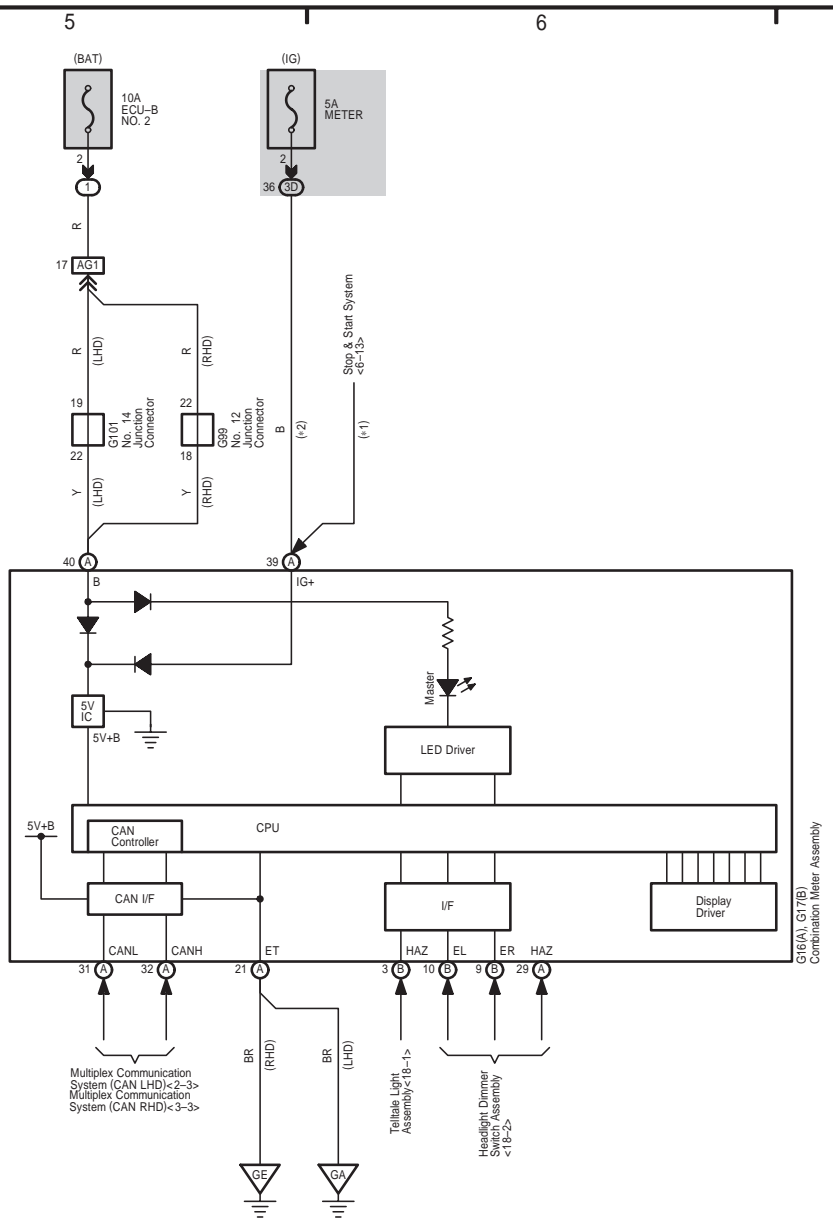 5
6
(BAT)
10A
ECU–B
NO. 2
2
1
(IG)
5A
METER
2
36 3D
R
17 AG1
R
(LHD)
R
(RHD)
19
22
G101
No. 14
Junction
Connector
22
18
G99
No. 12
Junction
Connector
B
(∗2)
(∗1)
Stop & Start System
<6–13>
Y
(LHD)
Y
(RHD)
40 A
39 A
B
IG+
Master
5V
IC
5V+B
LED Driver
5V+B
CAN
Controller
CPU
CAN I/F
I/F
Display
Driver
G16(A), G17(B)
Combination Meter Assembly
CANL
CANH
ET
HAZ
EL
ER
HAZ
31 A
32 A
21 A
3 B
10 B
9 B
29 A
Multiplex Communication
System (CAN LHD)<2–3>
Multiplex Communication
System (CAN RHD)<3–3>
BR
(RHD)
BR
(LHD)
Telltale Light
Assembly<18–1>
Headlight Dimmer
Switch Assembly
<18–2>
GE
GA